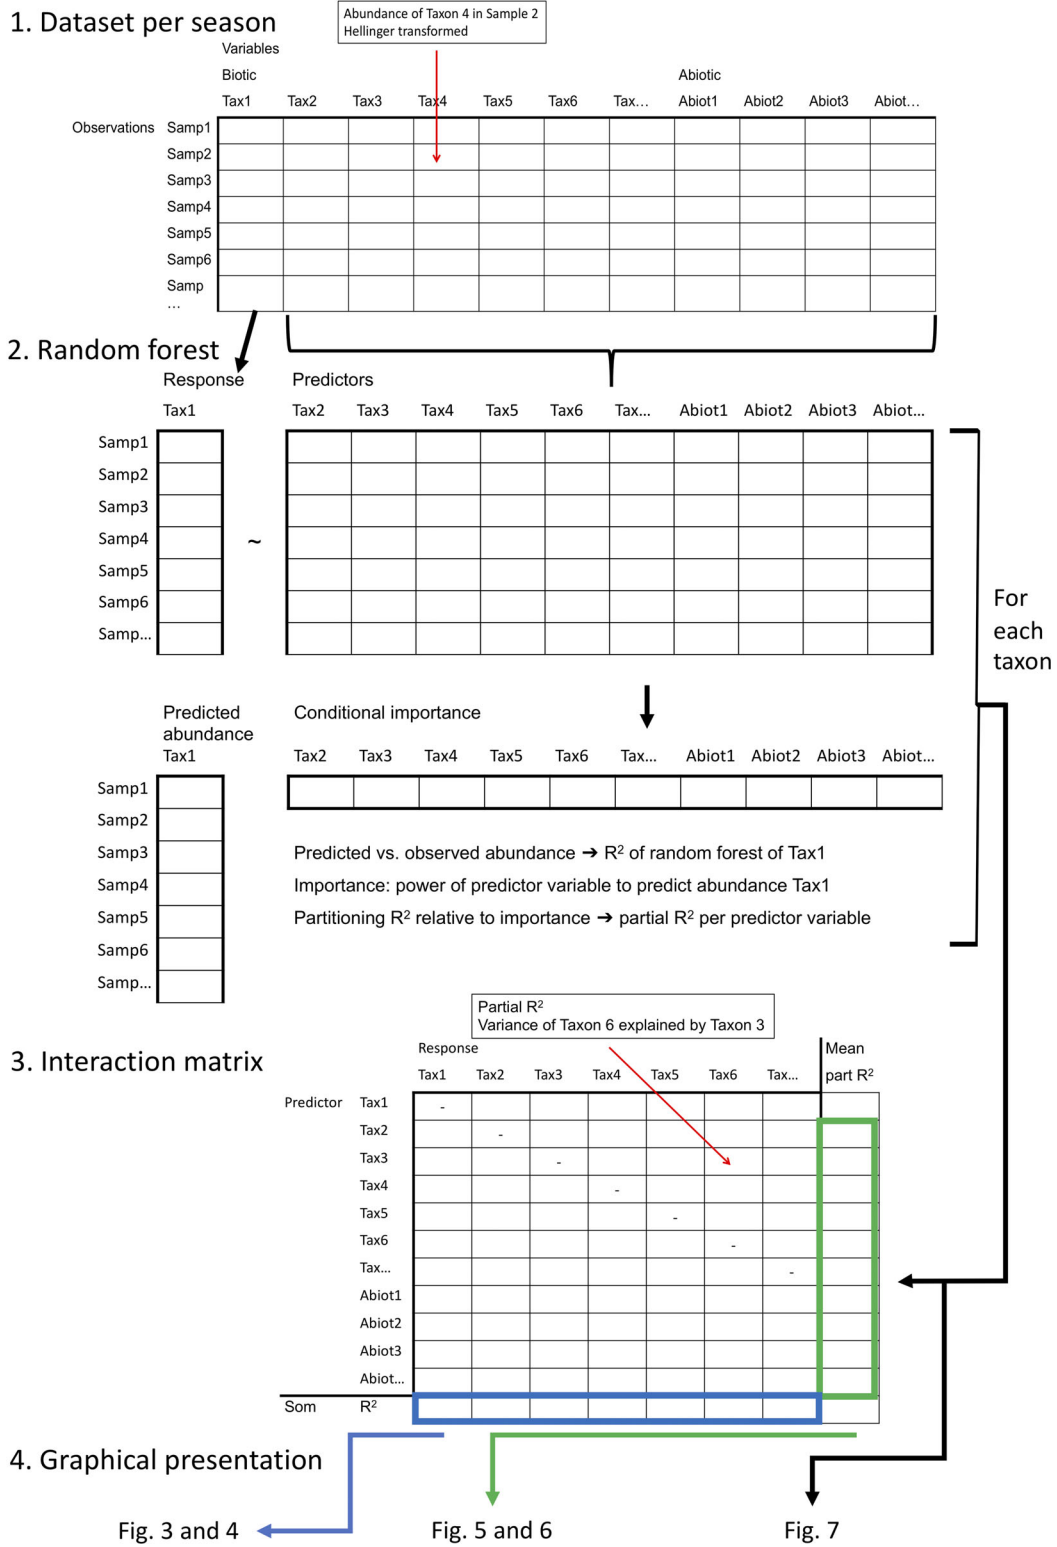 1. Dataset per season
Abundance of Taxon 4 in Sample 2
Hellinger transformed
Variables
Biotic Abiotic
Tax1 Tax2 Tax3 Tax4 Tax5 Tax6 Tax... Abiot1 Abiot2 Abiot3 Abiot...
Observations Samp1
Samp2
Samp3
Samp4
Samp5
Samp6
Samp
...
2. Random forest
Response Predictors
Tax1 Tax2 Tax3 Tax4 Tax5 Tax6 Tax... Abiot1 Abiot2 Abiot3 Abiot...
Samp1
Samp2
Samp3
Samp4
~
Samp5
Samp6
Samp...
For
each
taxon
Predicted
abundance
Conditional importance
Tax1 Tax2 Tax3 Tax4 Tax5 Tax6 Tax... Abiot1 Abiot2 Abiot3 Abiot...
Samp1
Samp2
Samp3
Samp4
Samp5
Samp6
Samp...
Predicted vs. observed abundance ➔ R² of random forest of Tax1
Importance: power of predictor variable to predict abundance Tax1
Partitioning R² relative to importance ➔ partial R² per predictor variable
Partial R²
Variance of Taxon 6 explained by Taxon 3
3. Interaction matrix
Response Mean
Tax1 Tax2 Tax3 Tax4 Tax5 Tax6 Tax... part R²
Predictor Tax1 -
Tax2 -
Tax3 -
Tax4 -
Tax5 -
Tax6 -
Tax... -
Abiot1
Abiot2
Abiot3
Abiot...
Som R²
4. Graphical presentation
Fig. 3 and 4 Fig. 5 and 6 Fig. 7